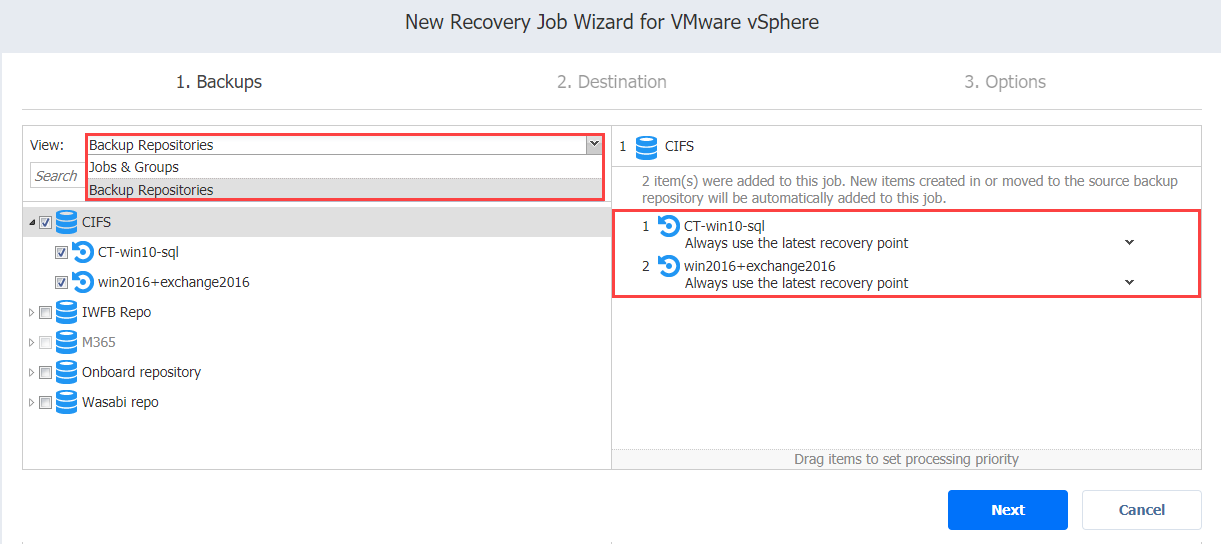 New Recovery Job Wizard for VMware vSphere
1. Backups
2. Destination
3. Options
View:
Backup Repositories
Jobs & Groups
Backup Repositories
Search
CIFS
CT-win10-sql
win2016+exchange2016
IWFB Repo
M365
Onboard repository
Wasabi repo
1 CIFS
2 item(s) were added to this job. New items created in or moved to the source backup
repository will be automatically added to this job.
1 CT-win10-sql
Always use the latest recovery point
2 win2016+exchange2016
Always use the latest recovery point
Drag items to set processing priority
Next
Cancel